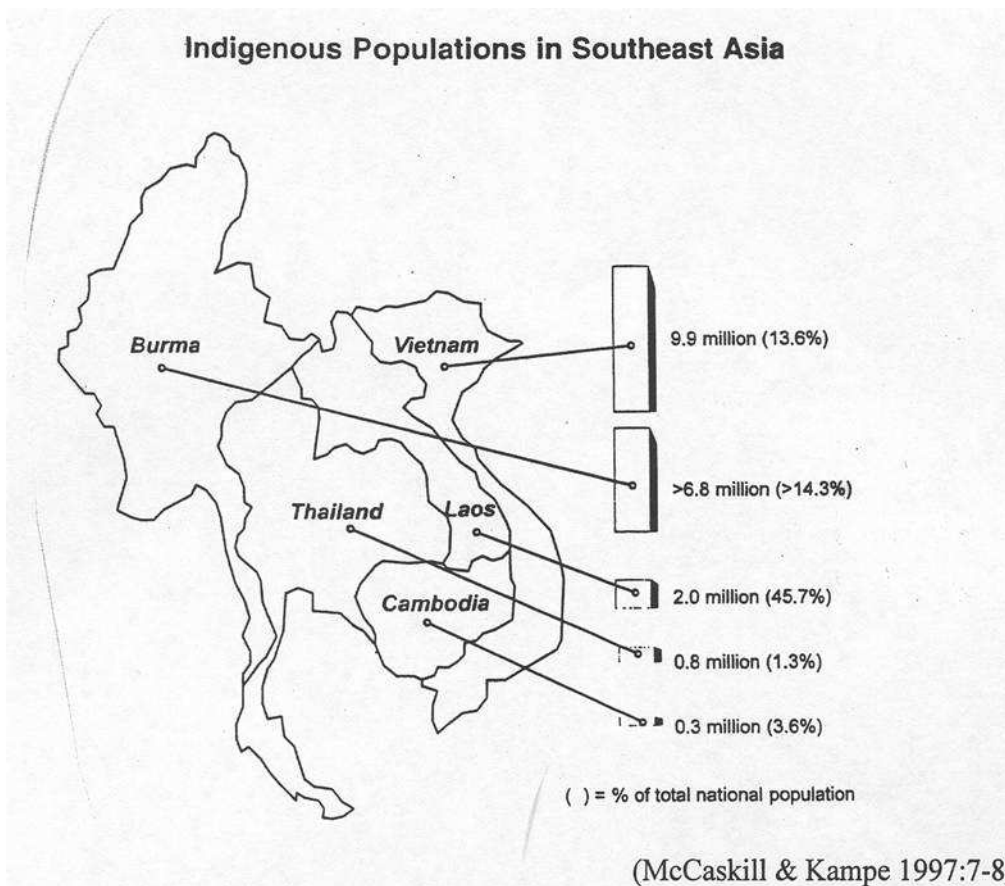 Indigenous Populations in Southeast Asia
Burma
Vietnam
9.9 million (13.6%)
>6.8 million (>14.3%)
Thailand
Laos
Cambodia
2.0 million (45.7%)
0.8 million (1.3%)
0.3 million (3.6%)
( ) = % of total national population
(McCaskill & Kampe 1997:7-8